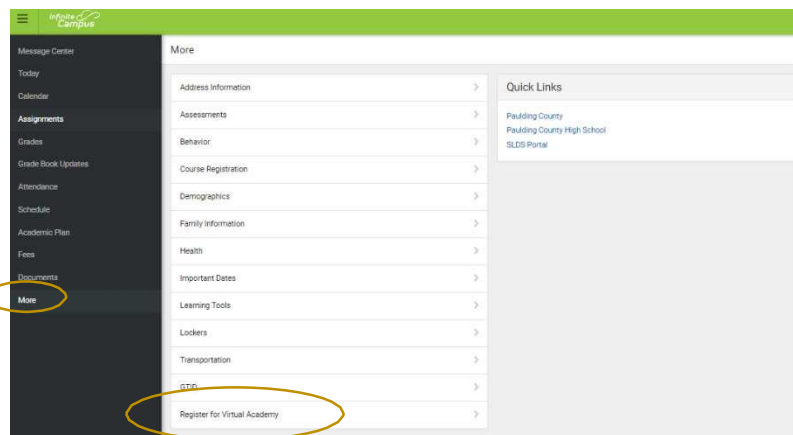 Infinite Campus
Message Center
Today
Calendar
Assignments
Grades
Grade Book Updates
Attendance
Schedule
Academic Plan
Fees
Documents
More
More
Address Information
Assessments
Behavior
Course Registration
Demographics
Family Information
Health
Important Dates
Learning Tools
Lockers
Transportation
GTID
Register for Virtual Academy
Quick Links
Paulding County
Paulding County High School
SLDS Portal